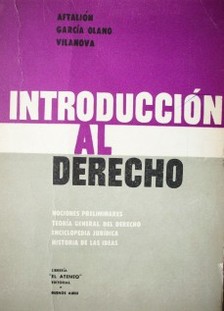 AFTALIÓN
GARCÍA OLANO
VILANOVA
INTRODUCCIÓN
AL
DERECHO
NOCIONES PRELIMINARES
TEORÍA GENERAL DEL DERECHO
ENCICLOPEDIA JURÍDICA
HISTORIA DE LAS IDEAS
LIBRERÍA
"EL ATENEO"
EDITORIAL
BUENOS AIRES